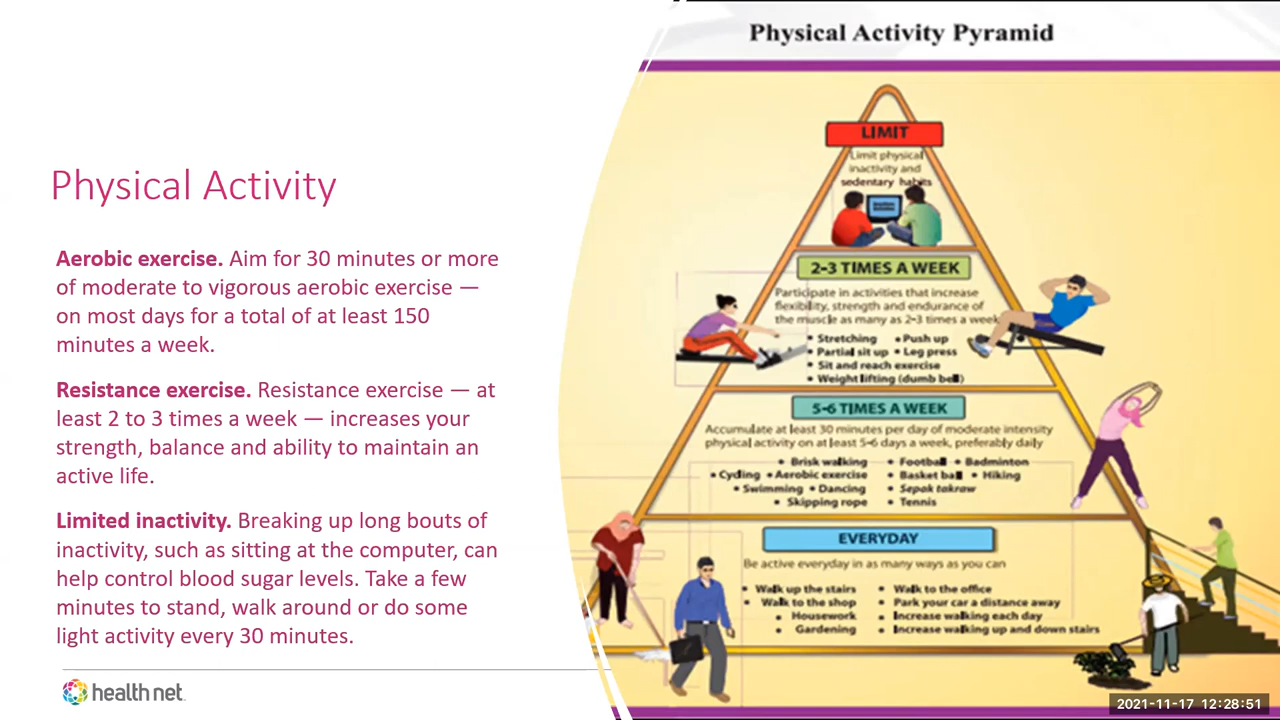 Physical Activity
Aerobic exercise. Aim for 30 minutes or more
of moderate to vigorous aerobic exercise —
on most days for a total of at least 150
minutes a week.
Resistance exercise. Resistance exercise — at
least 2 to 3 times a week — increases your
strength, balance and ability to maintain an
active life.
Limited inactivity. Breaking up long bouts of
inactivity, such as sitting at the computer, can
help control blood sugar levels. Take a few
minutes to stand, walk around or do some
light activity every 30 minutes.
health net
Physical Activity Pyramid
LIMIT
Limit physical
inactivity and
sedentary habits
2-3 TIMES A WEEK
Participate in activities that increase
flexibility, strength and endurance of
the muscle as many as 2-3 times a week
• Stretching • Push up
• Partial sit up • Leg press
• Sit and reach exercise
• Weight lifting (dumb bell)
5-6 TIMES A WEEK
Accumulate at least 30 minutes per day of moderate intensity
physical activity on at least 5-6 days a week, preferably daily
• Brisk walking • Football • Badminton
• Cycling • Aerobic exercise • Basket ball • Hiking
• Swimming • Dancing • Sepak takraw
• Skipping rope • Tennis
EVERYDAY
Be active everyday in as many ways as you can
• Walk up the stairs • Walk to the office
• Walk to the shop • Park your car a distance away
• Housework • Increase walking each day
• Gardening • Increase walking up and down stairs
2021-11-17 12:28:51